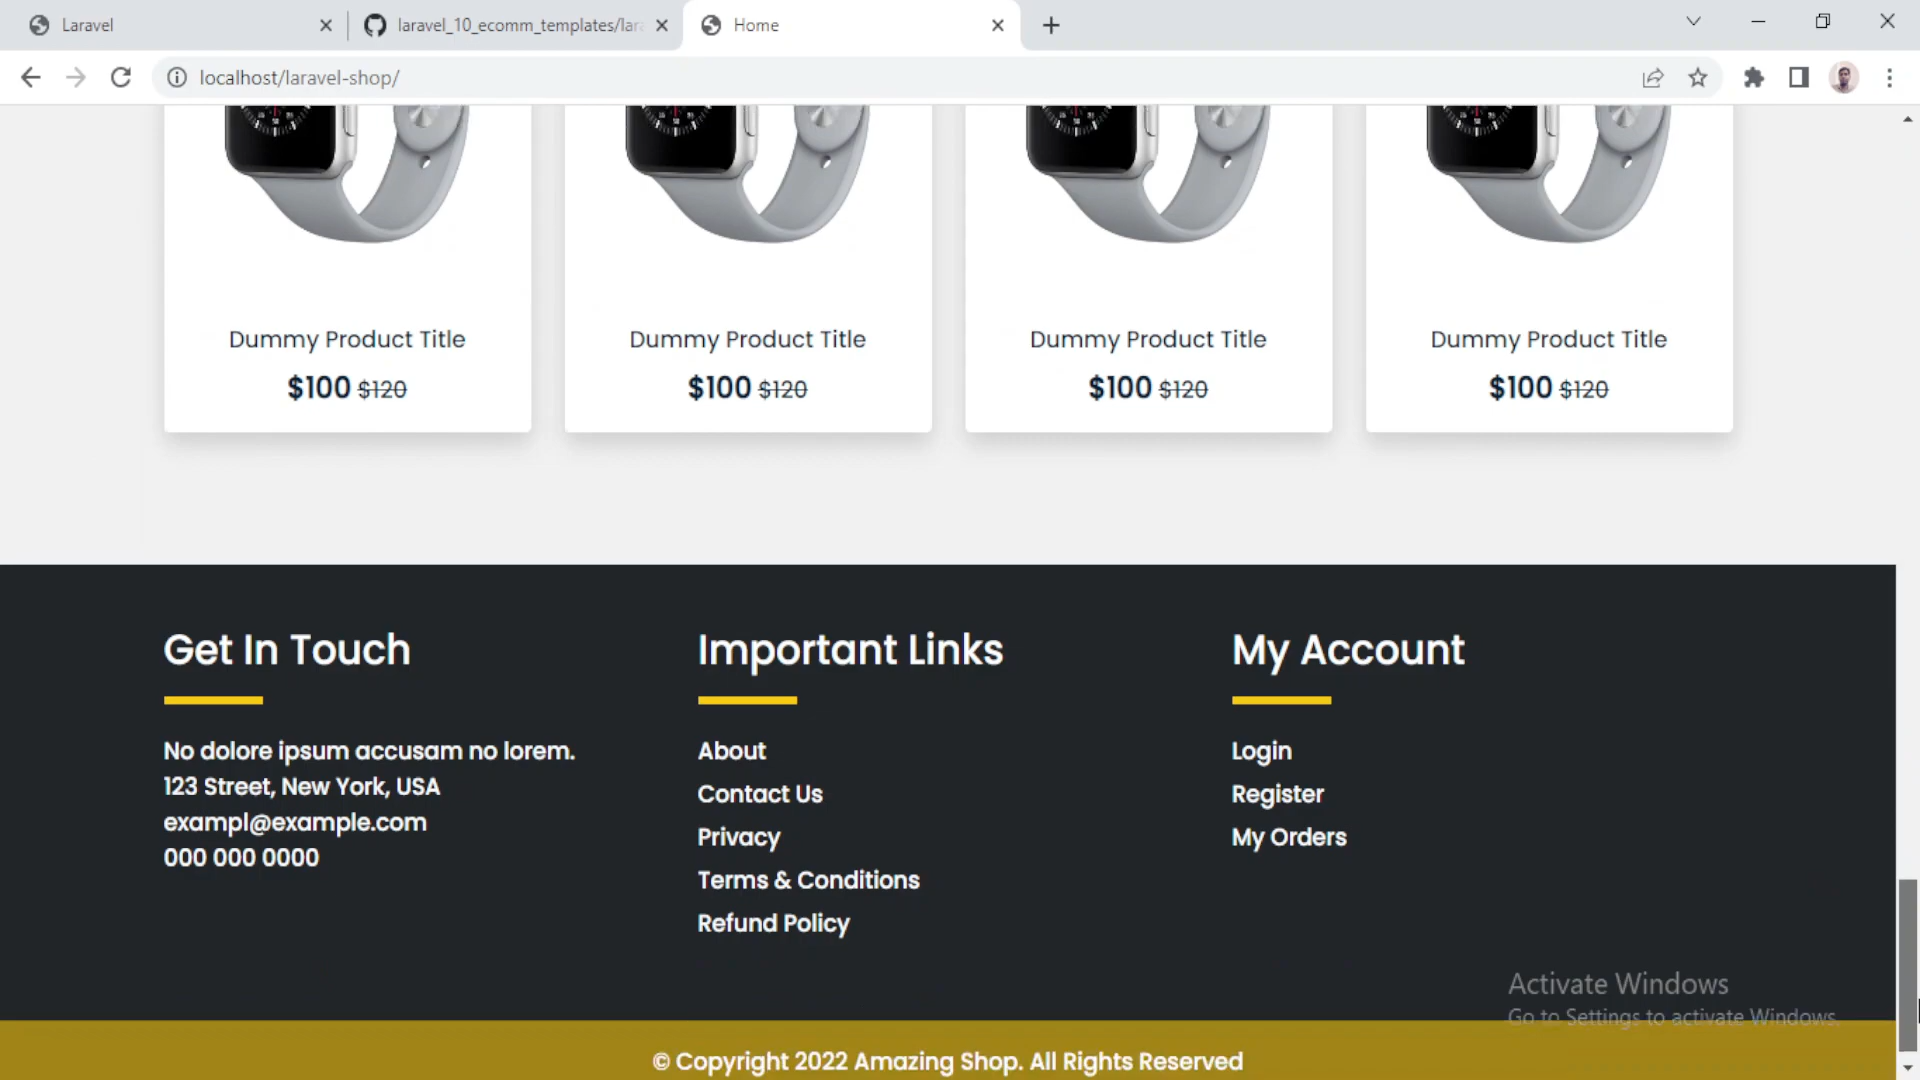 Laravel
laravel_10_ecomm_templates/lar
Home
localhost/laravel-shop/
Dummy Product Title
$100 $120
Dummy Product Title
$100 $120
Dummy Product Title
$100 $120
Dummy Product Title
$100 $120
Get In Touch
No dolore ipsum accusam no lorem.
123 Street, New York, USA
exampl@example.com
000 000 0000
Important Links
About
Contact Us
Privacy
Terms & Conditions
Refund Policy
My Account
Login
Register
My Orders
Activate Windows
Go to Settings to activate Windows.
© Copyright 2022 Amazing Shop. All Rights Reserved